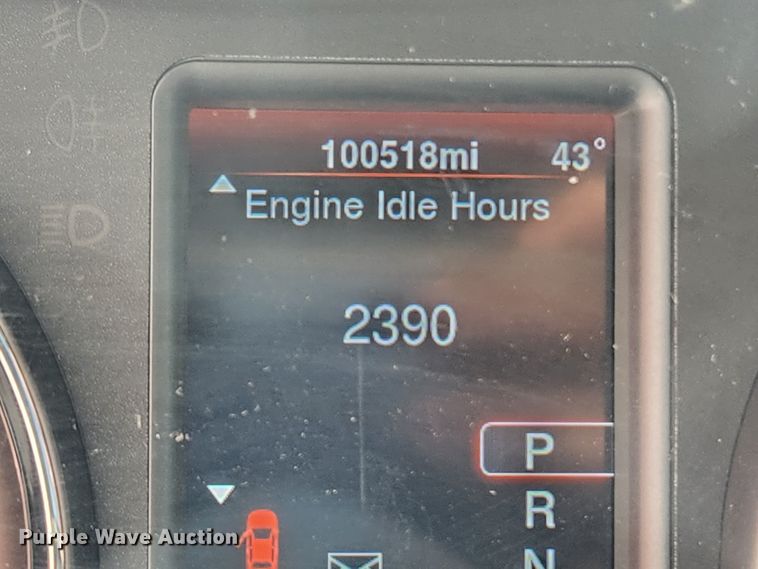 100518mi 43°
Engine Idle Hours
2390
P
R
N
Purple Wave Auction